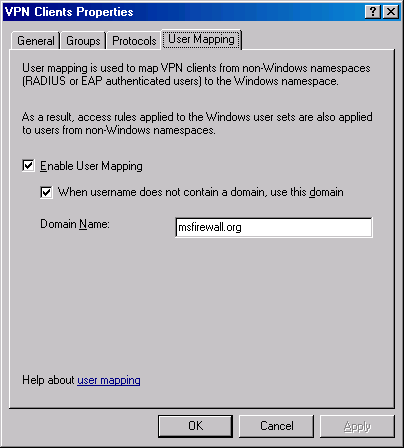 VPN Clients Properties
General Groups Protocols User Mapping
User mapping is used to map VPN clients from non-Windows namespaces
(RADIUS or EAP authenticated users) to the Windows namespace.
As a result, access rules applied to the Windows user sets are also applied
to users from non-Windows namespaces.
Enable User Mapping
When username does not contain a domain, use this domain
Domain Name: msfirewall.org
Help about user mapping
OK Cancel Apply